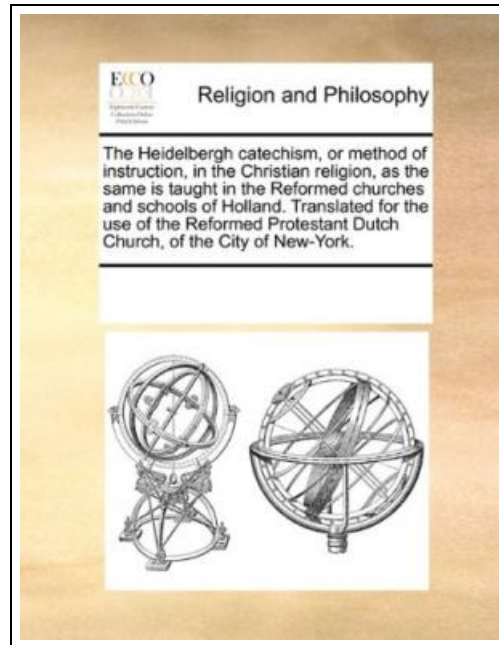 ECCO
Religion and Philosophy
The Heidelbergh catechism, or method of
instruction, in the Christian religion, as the
same is taught in the Reformed churches
and schools of Holland. Translated for the
use of the Reformed Protestant Dutch
Church, of the City of New-York.